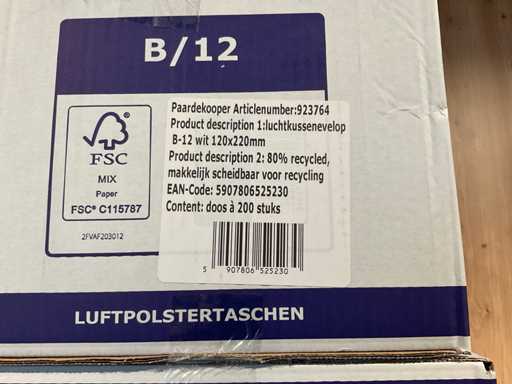 B/12
Paardekooper Articlenumber:923764
Product description 1:luchtkussenevelop
B-12 wit 120x220mm
Product description 2: 80% recycled,
makkelijk scheidbaar voor recycling
EAN-Code: 5907806525230
Content: doos à 200 stuks
5 907806 525230
FSC
MIX
Paper
FSC® C115787
2FVAF203012
LUFTPOLSTERTASCHEN